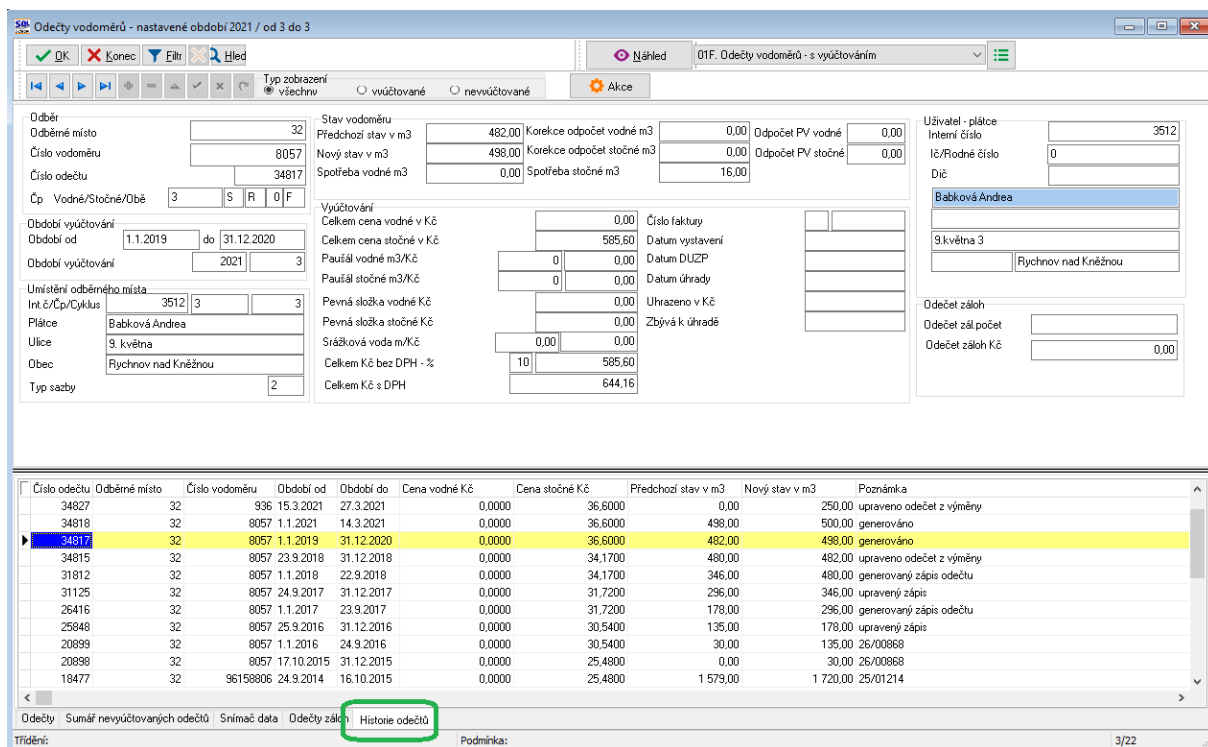 Odečty vodoměrů - nastavené období 2021 / od 3 do 3
OK Konec Filtr Hled Náhled 01F. Odečty vodoměrů - s vyúčtováním
Typ zobrazení
všechny vyúčtované nevyúčtované Akce
Odběr
Odběrné místo 32
Číslo vodoměru 8057
Číslo odečtu 34817
Čp Vodné/Stočné/Obě 3 S R 0 F
Období vyúčtování
Období od 1.1.2019 do 31.12.2020
Období vyúčtování 2021 3
Umístění odběrného místa
Int.č/Čp/Cyklus 3512 3 3
Plátce Babková Andrea
Ulice 9. května
Obec Rychnov nad Kněžnou
Typ sazby 2
Stav vodoměru
Předchozí stav v m3 482,00 Korekce odpočet vodné m3 0,00 Odpočet PV vodné 0,00
Nový stav v m3 498,00 Korekce odpočet stočné m3 0,00 Odpočet PV stočné 0,00
Spotřeba vodné m3 0,00 Spotřeba stočné m3 16,00
Vyúčtování
Celkem cena vodné v Kč 0,00 Číslo faktury
Celkem cena stočné v Kč 585,60 Datum vystavení
Paušál vodné m3/Kč 0 0,00 Datum DUZP
Paušál stočné m3/Kč 0 0,00 Datum úhrady
Pevná složka vodné Kč 0,00 Uhrazeno v Kč
Pevná složka stočné Kč 0,00 Zbývá k úhradě
Srážková voda m/Kč 0,00 0,00
Celkem Kč bez DPH - % 10 585,60
Celkem Kč s DPH 644,16
Uživatel - plátce
Interní číslo 3512
Ič/Rodné číslo 0
Dič
Babková Andrea
9.května 3
Rychnov nad Kněžnou
Odečet záloh
Odečet zál.počet
Odečet záloh Kč 0,00
Číslo odečtu Odběrné místo Číslo vodoměru Období od Období do Cena vodné Kč Cena stočné Kč Předchozí stav v m3 Nový stav v m3 Poznámka
34827 32 936 15.3.2021 27.3.2021 0,0000 36,6000 0,00 250,00 upraveno odečet z výměny
34818 32 8057 1.1.2021 14.3.2021 0,0000 36,6000 498,00 500,00 generováno
34817 32 8057 1.1.2019 31.12.2020 0,0000 36,6000 482,00 498,00 generováno
34815 32 8057 23.9.2018 31.12.2018 0,0000 34,1700 480,00 482,00 upraveno odečet z výměny
31812 32 8057 1.1.2018 22.9.2018 0,0000 34,1700 346,00 480,00 generovaný zápis odečtu
31125 32 8057 24.9.2017 31.12.2017 0,0000 31,7200 296,00 346,00 upravený zápis
26416 32 8057 1.1.2017 23.9.2017 0,0000 31,7200 178,00 296,00 generovaný zápis odečtu
25848 32 8057 25.9.2016 31.12.2016 0,0000 30,5400 135,00 178,00 upravený zápis
20899 32 8057 1.1.2016 24.9.2016 0,0000 30,5400 30,00 135,00 26/00868
20898 32 8057 17.10.2015 31.12.2015 0,0000 25,4800 0,00 30,00 26/00868
18477 32 96158806 24.9.2014 16.10.2015 0,0000 25,4800 1 579,00 1 720,00 25/01214
Odečty Sumář nevyúčtovaných odečtů Snímač data Odečty záloh Historie odečtů
Třídění: Podmínka: 3/22